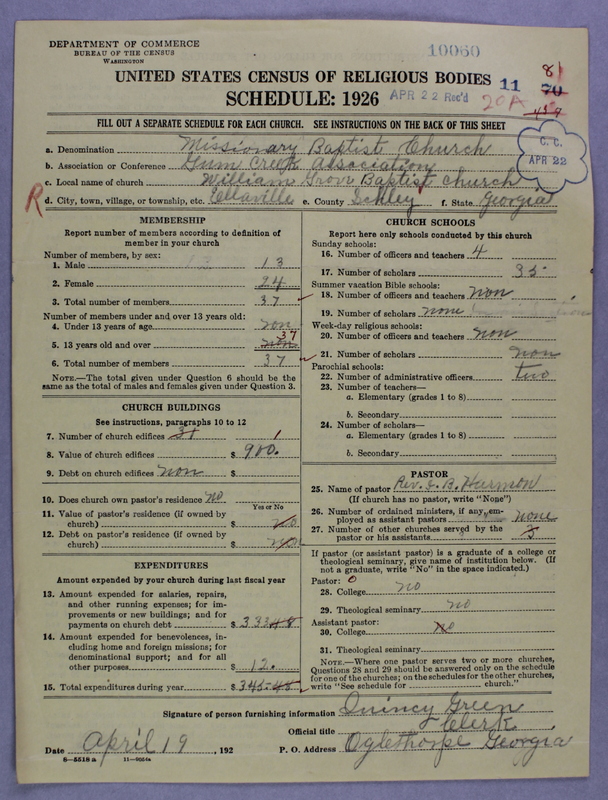 DEPARTMENT OF COMMERCE
BUREAU OF THE CENSUS
WASHINGTON
10060
UNITED STATES CENSUS OF RELIGIOUS BODIES
11 81 70
SCHEDULE: 1926
APR 22 Rec'd 20A
FILL OUT A SEPARATE SCHEDULE FOR EACH CHURCH. SEE INSTRUCTIONS ON THE BACK OF THIS SHEET
C. C. APR 22
a. Denomination Missionary Baptist Church
b. Association or Conference Gum Creek Association
c. Local name of church William Grove Baptist church
R d. City, town, village, or township, etc. Ellaville e. County Schley f. State Georgia
MEMBERSHIP
Report number of members according to definition of
member in your church
Number of members, by sex:
1. Male 13
2. Female 24
3. Total number of members 37
Number of members under and over 13 years old:
4. Under 13 years of age non
5. 13 years old and over non 37
6. Total number of members 37
NOTE.—The total given under Question 6 should be the
same as the total of males and females given under Question 3.
CHURCH BUILDINGS
See instructions, paragraphs 10 to 12
7. Number of church edifices 1
8. Value of church edifices $ 900.
9. Debt on church edifices non $
10. Does church own pastor's residence no
Yes or No
11. Value of pastor's residence (if owned by
church) $ no
12. Debt on pastor's residence (if owned by
church) $
EXPENDITURES
Amount expended by your church during last fiscal year
13. Amount expended for salaries, repairs,
and other running expenses; for im-
provements or new buildings; and for
payments on church debt $ 333 48
14. Amount expended for benevolences, in-
cluding home and foreign missions; for
denominational support; and for all
other purposes $ 12.
15. Total expenditures during year $ 345-48
CHURCH SCHOOLS
Report here only schools conducted by this church
Sunday schools:
16. Number of officers and teachers 4
17. Number of scholars 35
Summer vacation Bible schools:
18. Number of officers and teachers non
19. Number of scholars none
Week-day religious schools:
20. Number of officers and teachers non
21. Number of scholars non
Parochial schools:
22. Number of administrative officers two
23. Number of teachers—
a. Elementary (grades 1 to 8)
b. Secondary
24. Number of scholars—
a. Elementary (grades 1 to 8)
b. Secondary
PASTOR
25. Name of pastor Rev. J. B. Harmon
(If church has no pastor, write "None")
26. Number of ordained ministers, if any, em-
ployed as assistant pastors none
27. Number of other churches served by the
pastor or his assistants 3
If pastor (or assistant pastor) is a graduate of a college or
theological seminary, give name of institution below. (If
not a graduate, write "No" in the space indicated.)
Pastor: 0
28. College no
29. Theological seminary no
Assistant pastor:
30. College no
31. Theological seminary
NOTE.—Where one pastor serves two or more churches,
Questions 28 and 29 should be answered only on the schedule
for one of the churches; on the schedules for the other churches,
write "See schedule for church."
Signature of person furnishing information Quincy Green
Official title Clerk
Date April 19, 192 P. O. Address Oglethorpe Georgia
8—5518 a 11—9054a